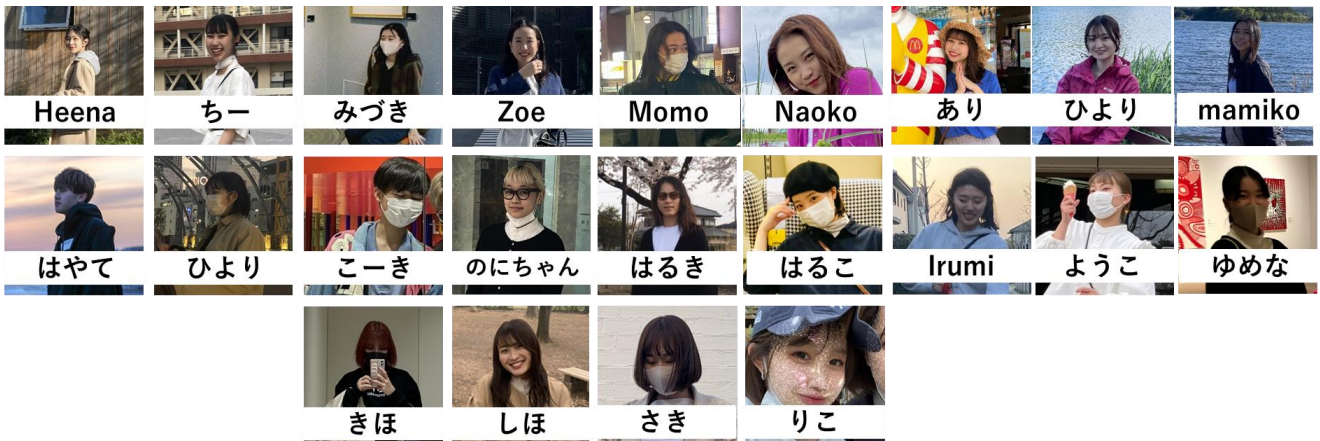 Heena
ちー
みづき
Zoe
Momo
Naoko
あり
ひより
mamiko
はやて
ひより
こーき
のにちゃん
はるき
はるこ
Irumi
ようこ
ゆめな
きほ
しほ
さき
りこ